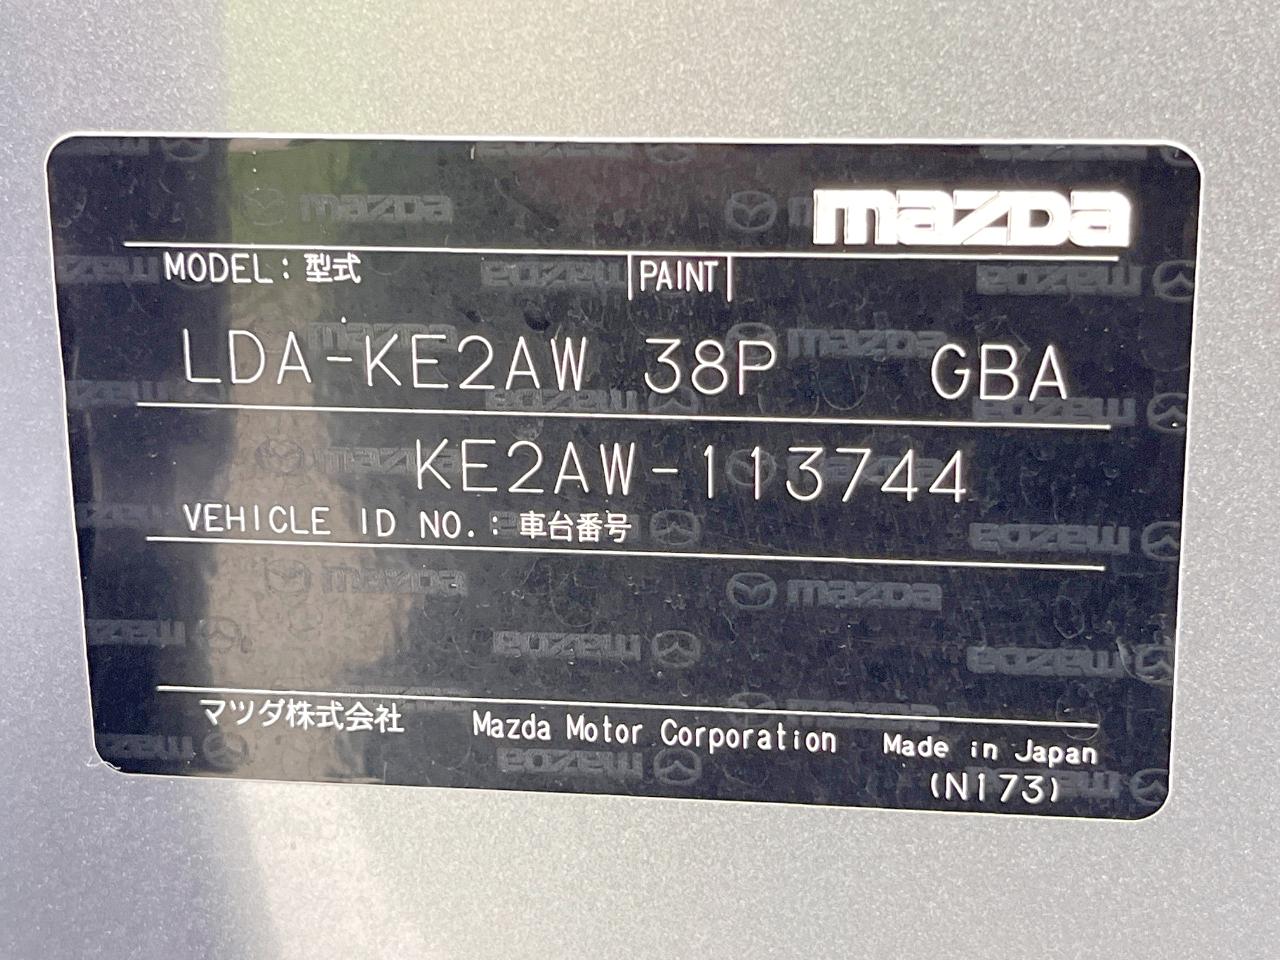 mazda
MODEL：型式 PAINT
LDA-KE2AW 38P GBA
KE2AW-113744
VEHICLE ID NO.：車台番号
マツダ株式会社 Mazda Motor Corporation Made in Japan
(N173)